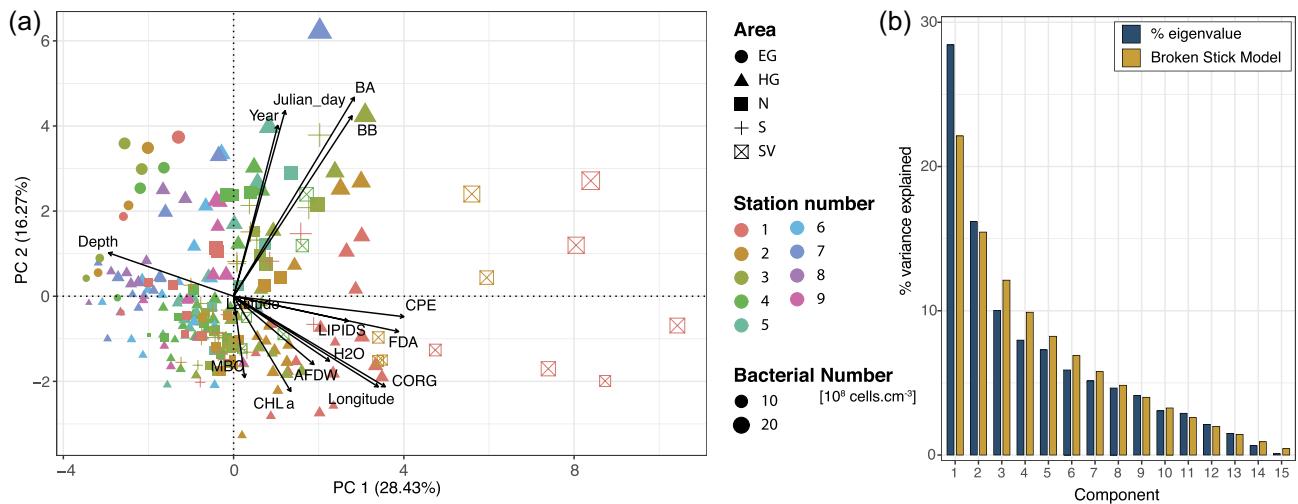 (a)
6
4
2
0
−2
PC 2 (16.27%)
−4
0
4
8
PC 1 (28.43%)
BA
Julian_day
Year
BB
Depth
CPE
LIPIDS
FDA
H2O
MBC
AFDW
CORG
CHL a
Longitude
Area
EG
HG
N
S
SV
Station number
1 6
2 7
3 8
4 9
5
Bacterial Number
10 [10⁸ cells.cm⁻³]
20
(b)
30
20
10
0
% variance explained
% eigenvalue
Broken Stick Model
1 2 3 4 5 6 7 8 9 10 11 12 13 14 15
Component